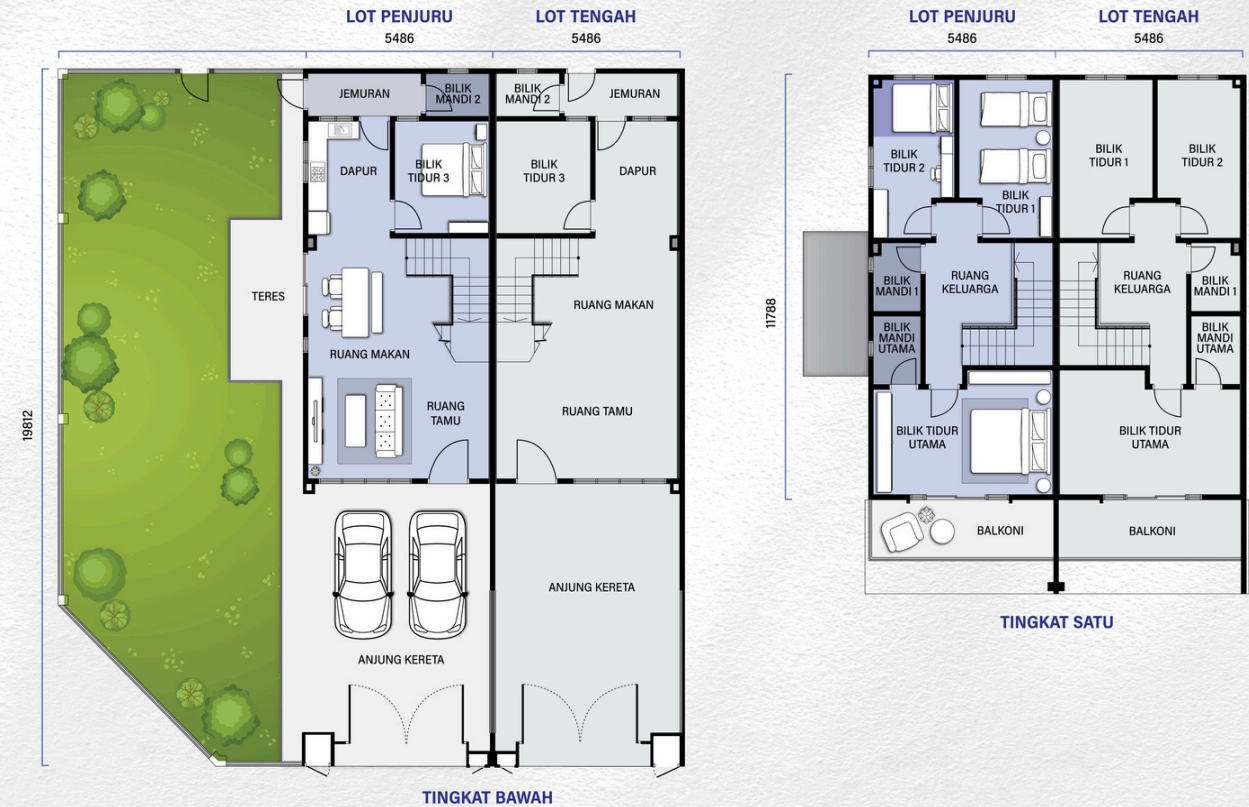 LOT PENJURU
LOT TENGAH
5486
5486
19812
JEMURAN
BILIK
MANDI 2
BILIK
MANDI 2
JEMURAN
DAPUR
BILIK
TIDUR 3
BILIK
TIDUR 3
DAPUR
TERES
RUANG MAKAN
RUANG MAKAN
RUANG
TAMU
RUANG TAMU
ANJUNG KERETA
ANJUNG KERETA
TINGKAT BAWAH
LOT PENJURU
LOT TENGAH
5486
5486
11788
BILIK
TIDUR 2
BILIK
TIDUR 1
BILIK
TIDUR 1
BILIK
TIDUR 2
BILIK
MANDI 1
RUANG
KELUARGA
RUANG
KELUARGA
BILIK
MANDI 1
BILIK
MANDI
UTAMA
BILIK
MANDI
UTAMA
BILIK TIDUR
UTAMA
BILIK TIDUR
UTAMA
BALKONI
BALKONI
TINGKAT SATU